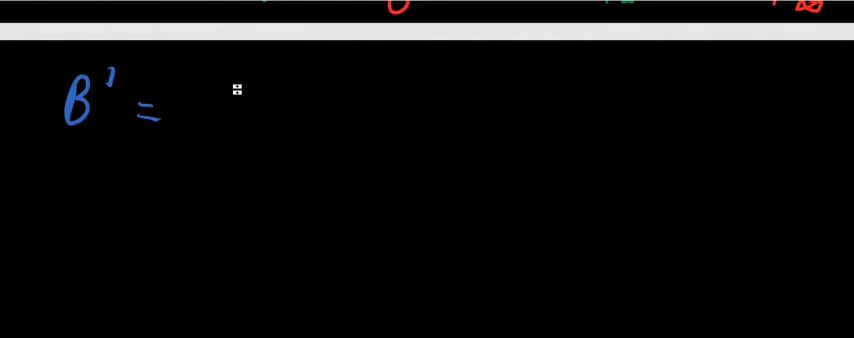 B' =